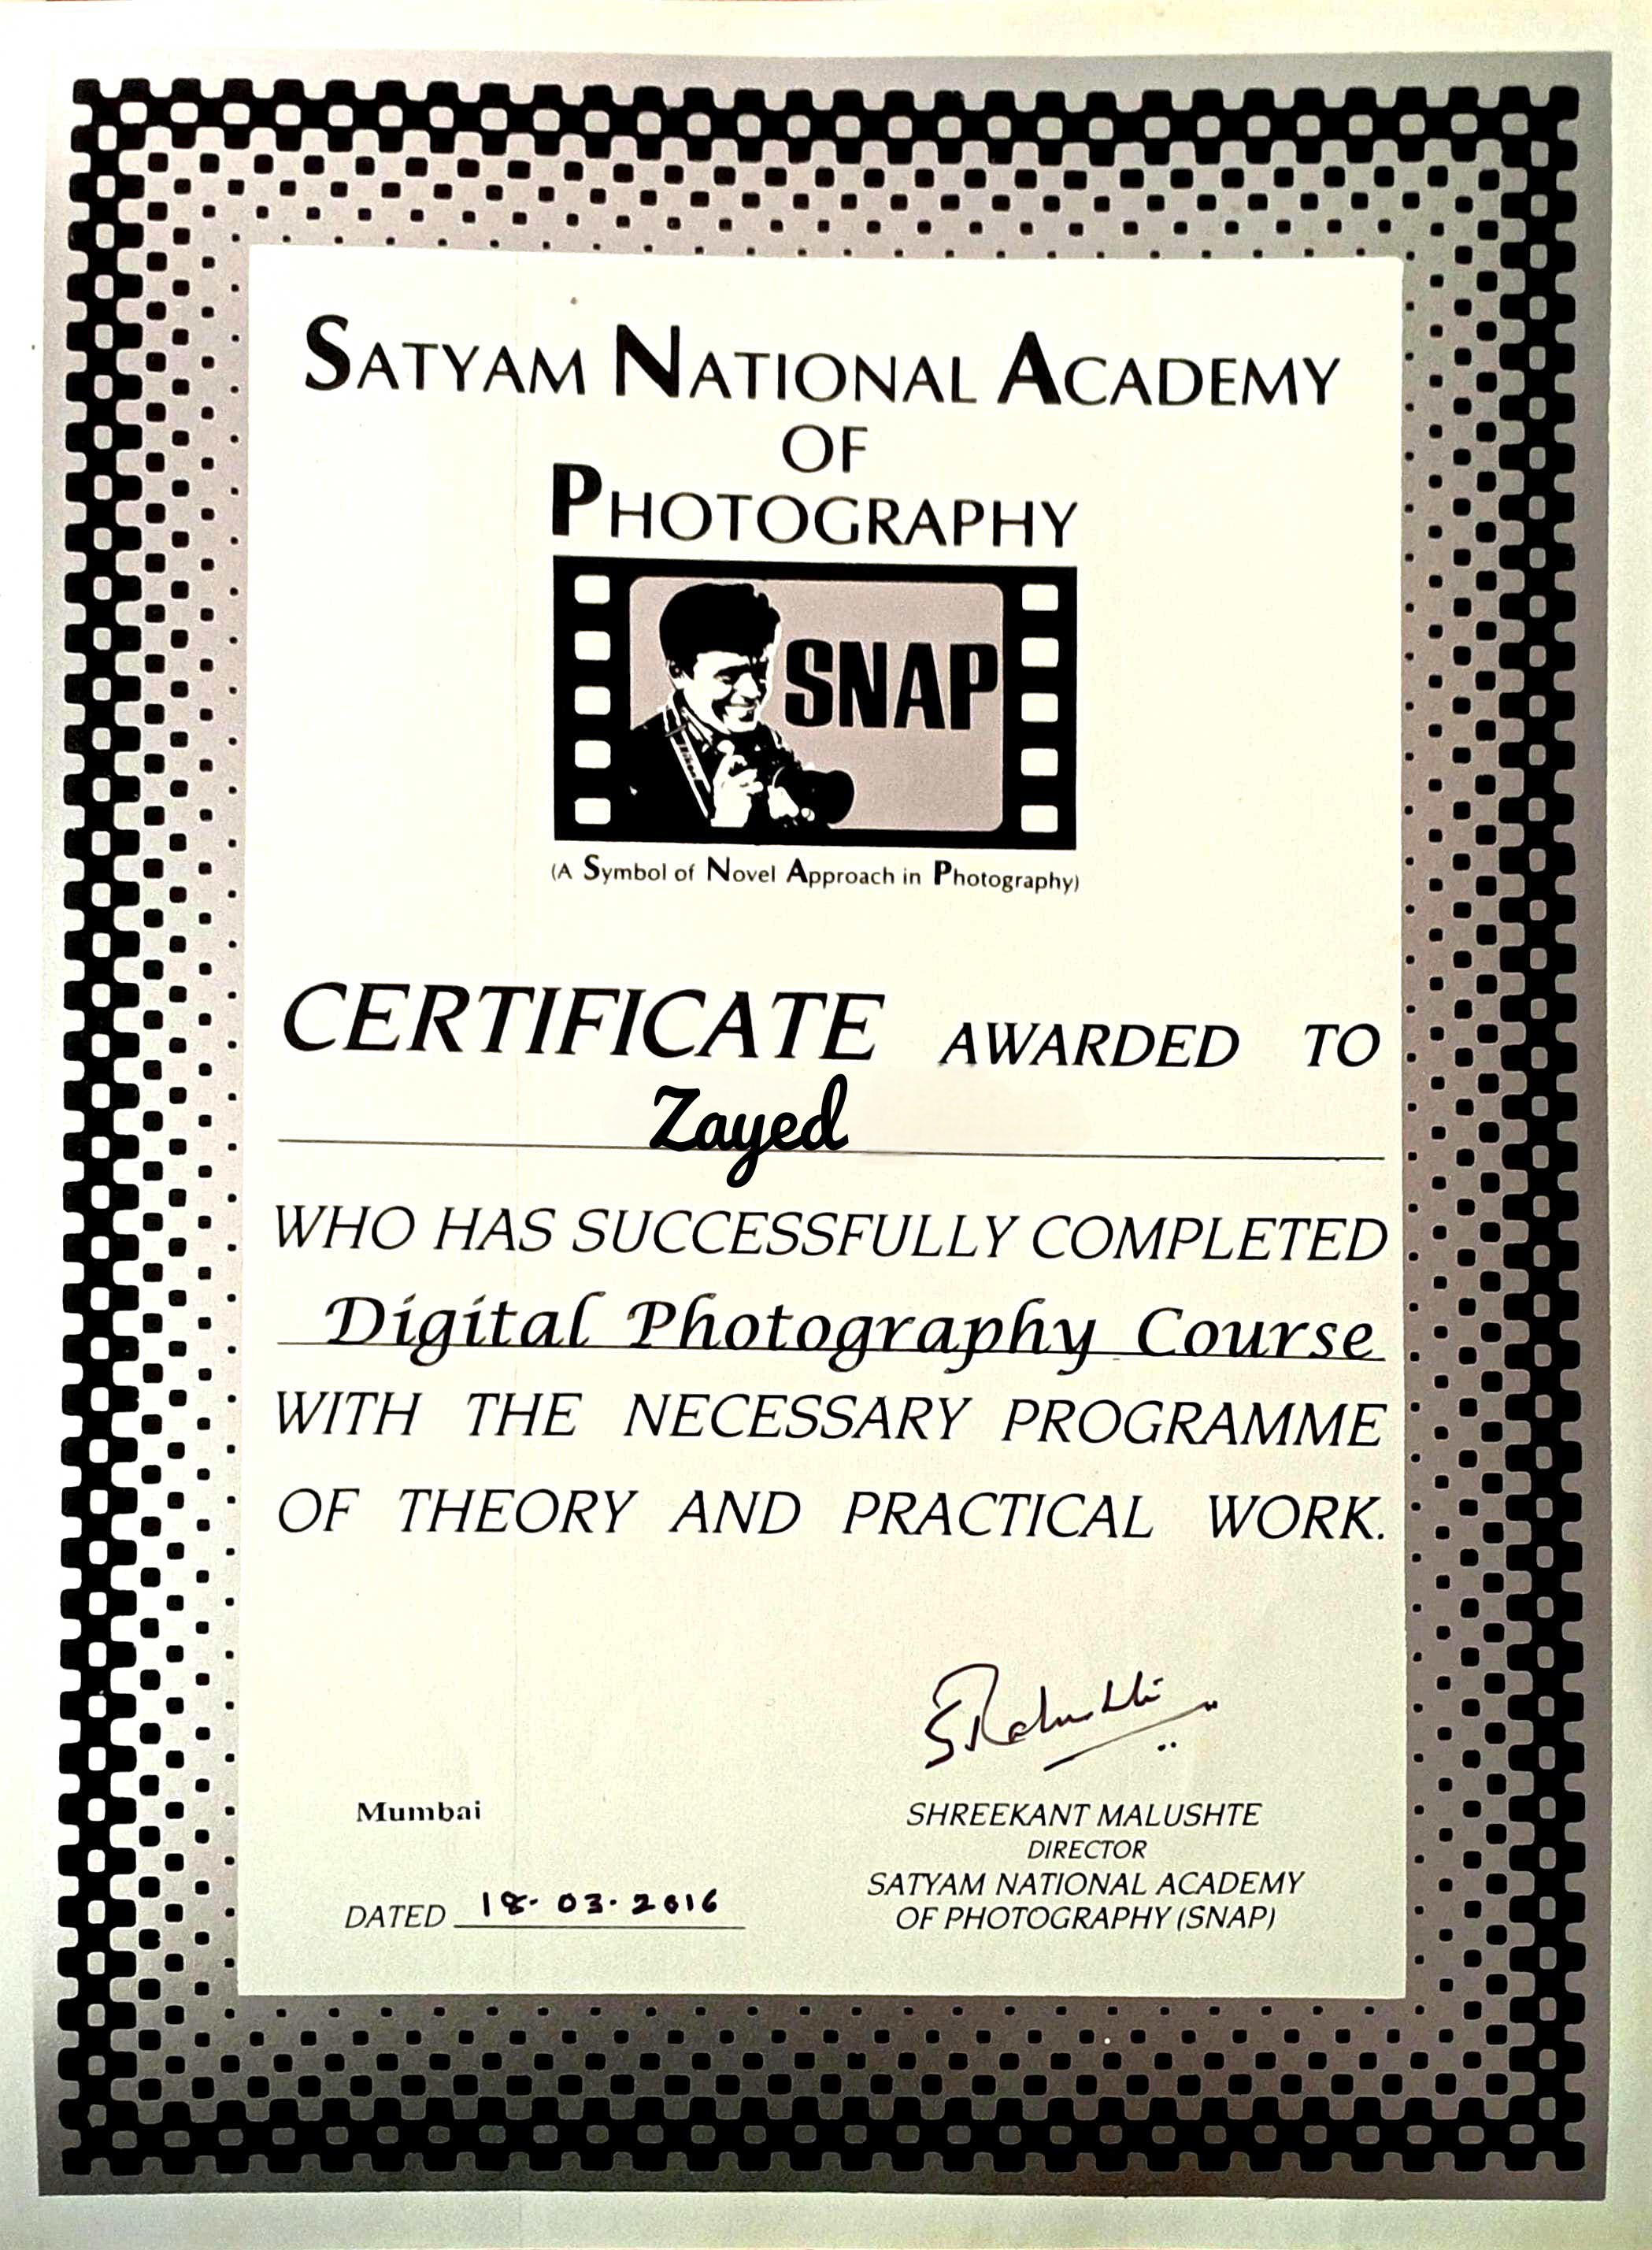 SATYAM NATIONAL ACADEMY
OF
PHOTOGRAPHY
SNAP
(A Symbol of Novel Approach in Photography)
CERTIFICATE AWARDED TO
Zayed
WHO HAS SUCCESSFULLY COMPLETED
Digital Photography Course
WITH THE NECESSARY PROGRAMME
OF THEORY AND PRACTICAL WORK.
SMalushte
Mumbai
SHREEKANT MALUSHTE
DIRECTOR
SATYAM NATIONAL ACADEMY
OF PHOTOGRAPHY (SNAP)
DATED 18.03.2016